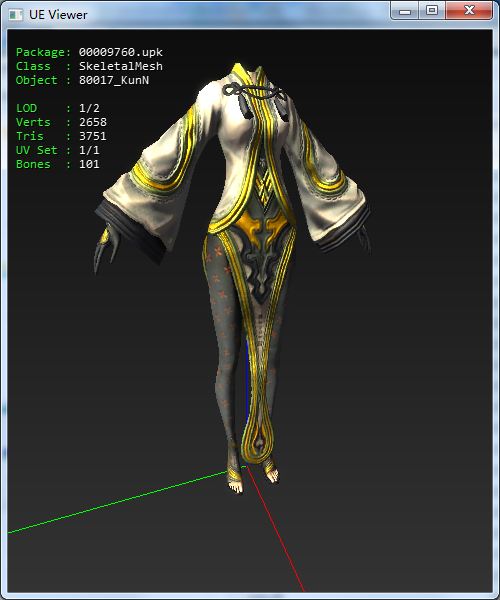 UE Viewer
Package: 00009760.upk
Class  : SkeletalMesh
Object : 80017_KunN
LOD    : 1/2
Verts  : 2658
Tris   : 3751
UV Set : 1/1
Bones  : 101